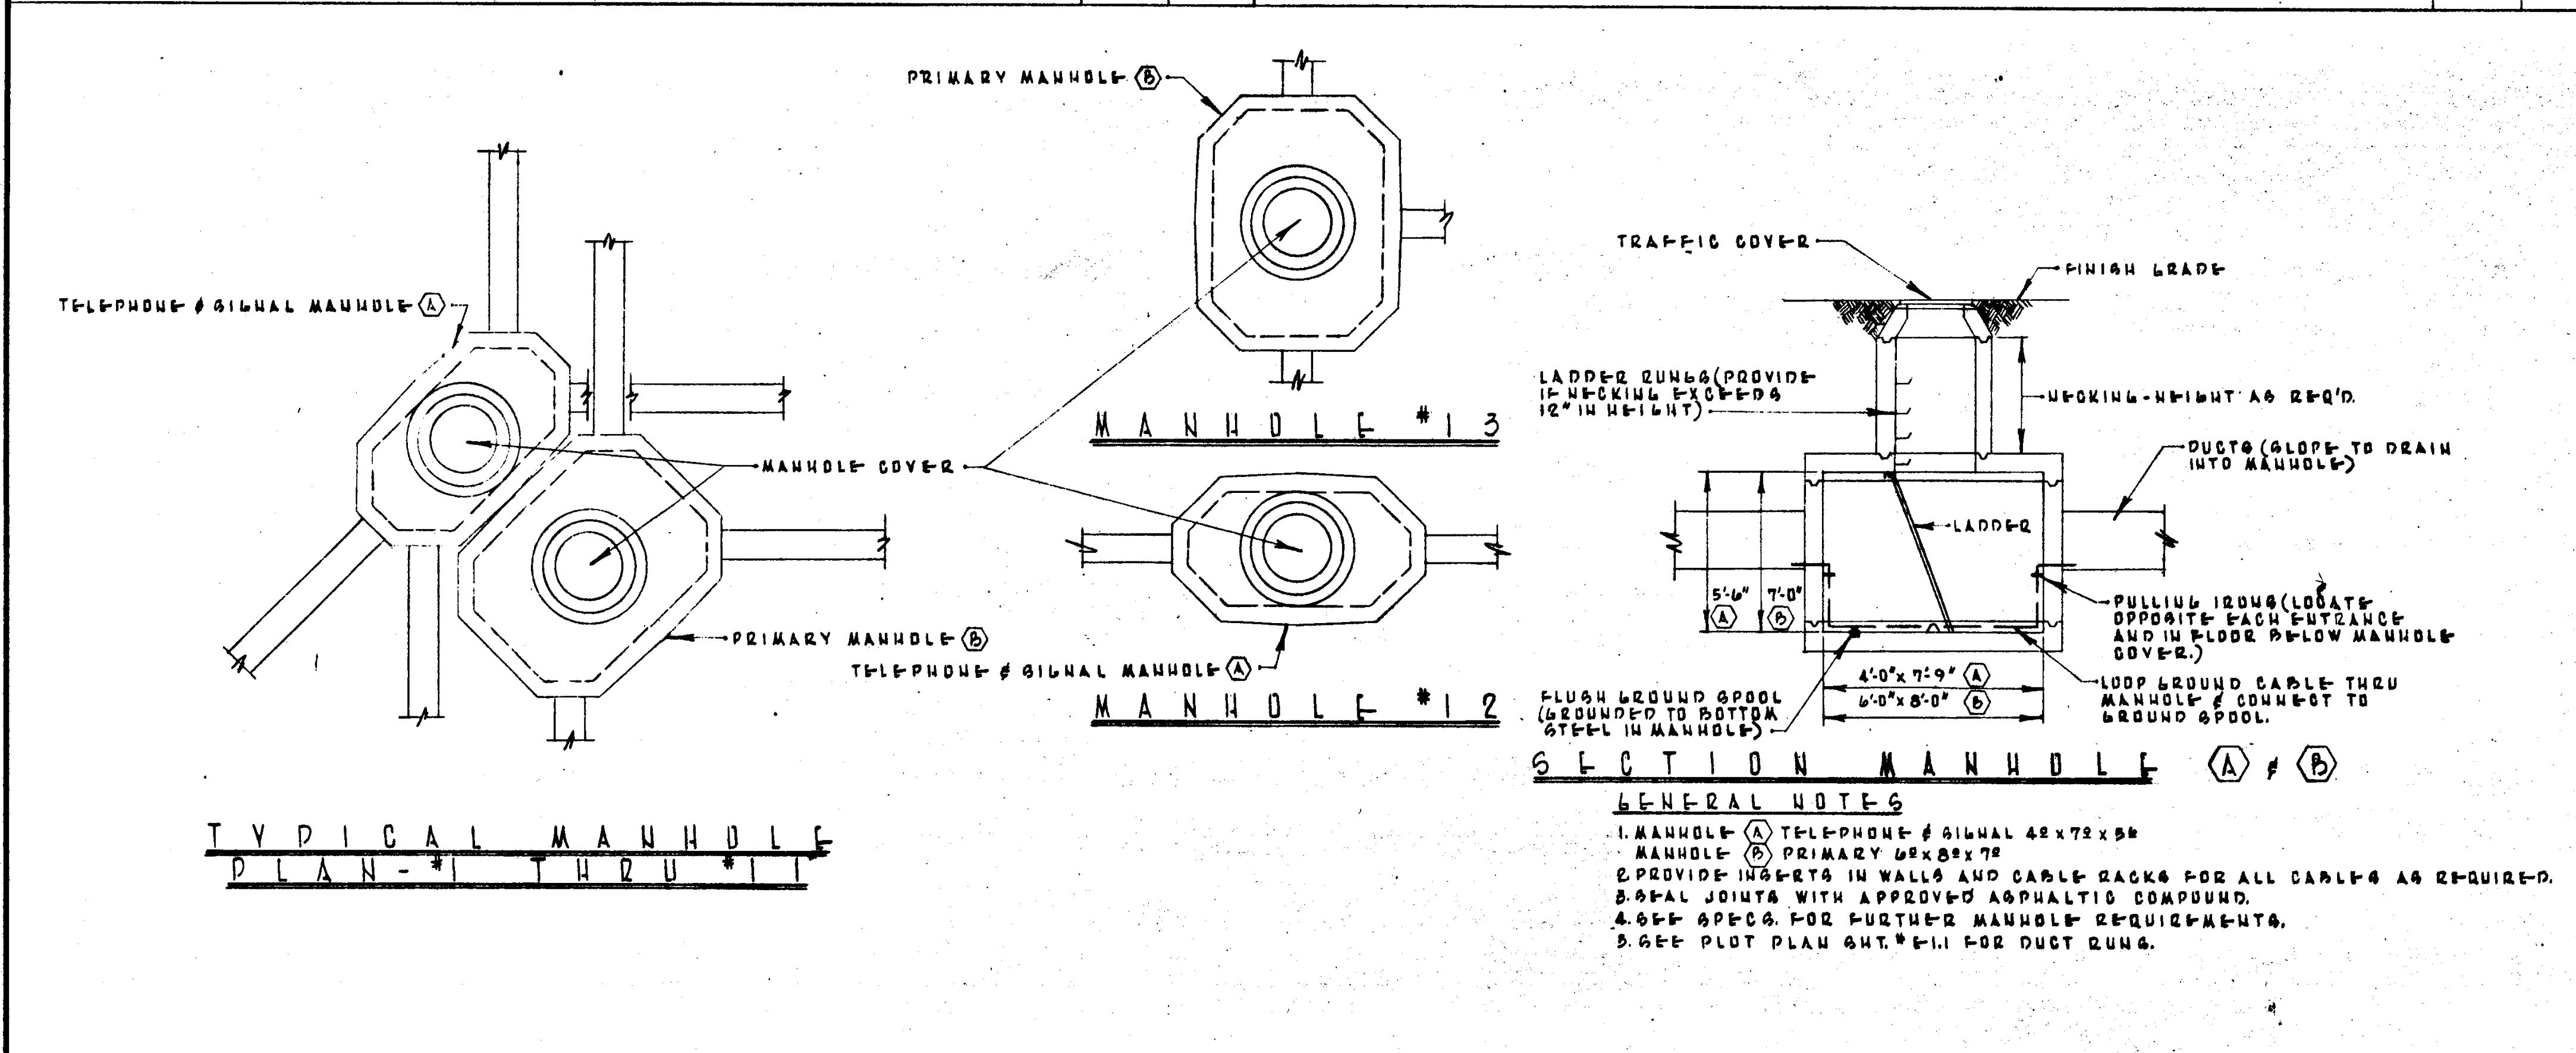 PRIMARY MANHOLE B
TELEPHONE & SIGNAL MANHOLE A
MANHOLE COVER
PRIMARY MANHOLE B
TELEPHONE & SIGNAL MANHOLE A
TYPICAL MANHOLE
PLAN-#1 THRU #11
MANHOLE #13
MANHOLE #12
TRAFFIC COVER
FINISH GRADE
LADDER RUNGS (PROVIDE
IF NECKING EXCEEDS
12" IN HEIGHT)
NECKING-HEIGHT AS REQ'D.
DUCTS (SLOPE TO DRAIN
INTO MANHOLE)
LADDER
5'-6" 7'-0"
A B
PULLING IRONS (LOCATE
OPPOSITE EACH ENTRANCE
AND IN FLOOR BELOW MANHOLE
COVER.)
4'-0" x 7'-9" A
6'-0" x 8'-0" B
LOOP GROUND CABLE THRU
MANHOLE & CONNECT TO
GROUND SPOOL.
FLUSH GROUND SPOOL
(GROUNDED TO BOTTOM
STEEL IN MANHOLE)
SECTION MANHOLE A & B
GENERAL NOTES
1. MANHOLE A TELEPHONE & SIGNAL
MANHOLE B PRIMARY 6⁰ x 8⁰ x 7⁰
2. PROVIDE INSERTS IN WALLS AND CABLE RACKS FOR ALL CABLES AS REQUIRED.
3. SEAL JOINTS WITH APPROVED ASPHALTIC COMPOUND.
4. SEE SPECS. FOR FURTHER MANHOLE REQUIREMENTS.
5. SEE PLOT PLAN SHT. #E-1.1 FOR DUCT RUNS.